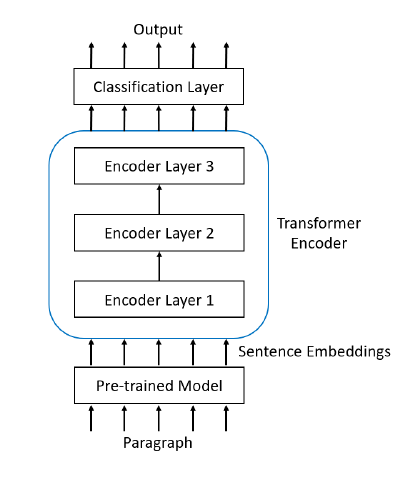 Output
Classification Layer
Encoder Layer 3
Encoder Layer 2
Transformer
Encoder
Encoder Layer 1
Sentence Embeddings
Pre-trained Model
Paragraph